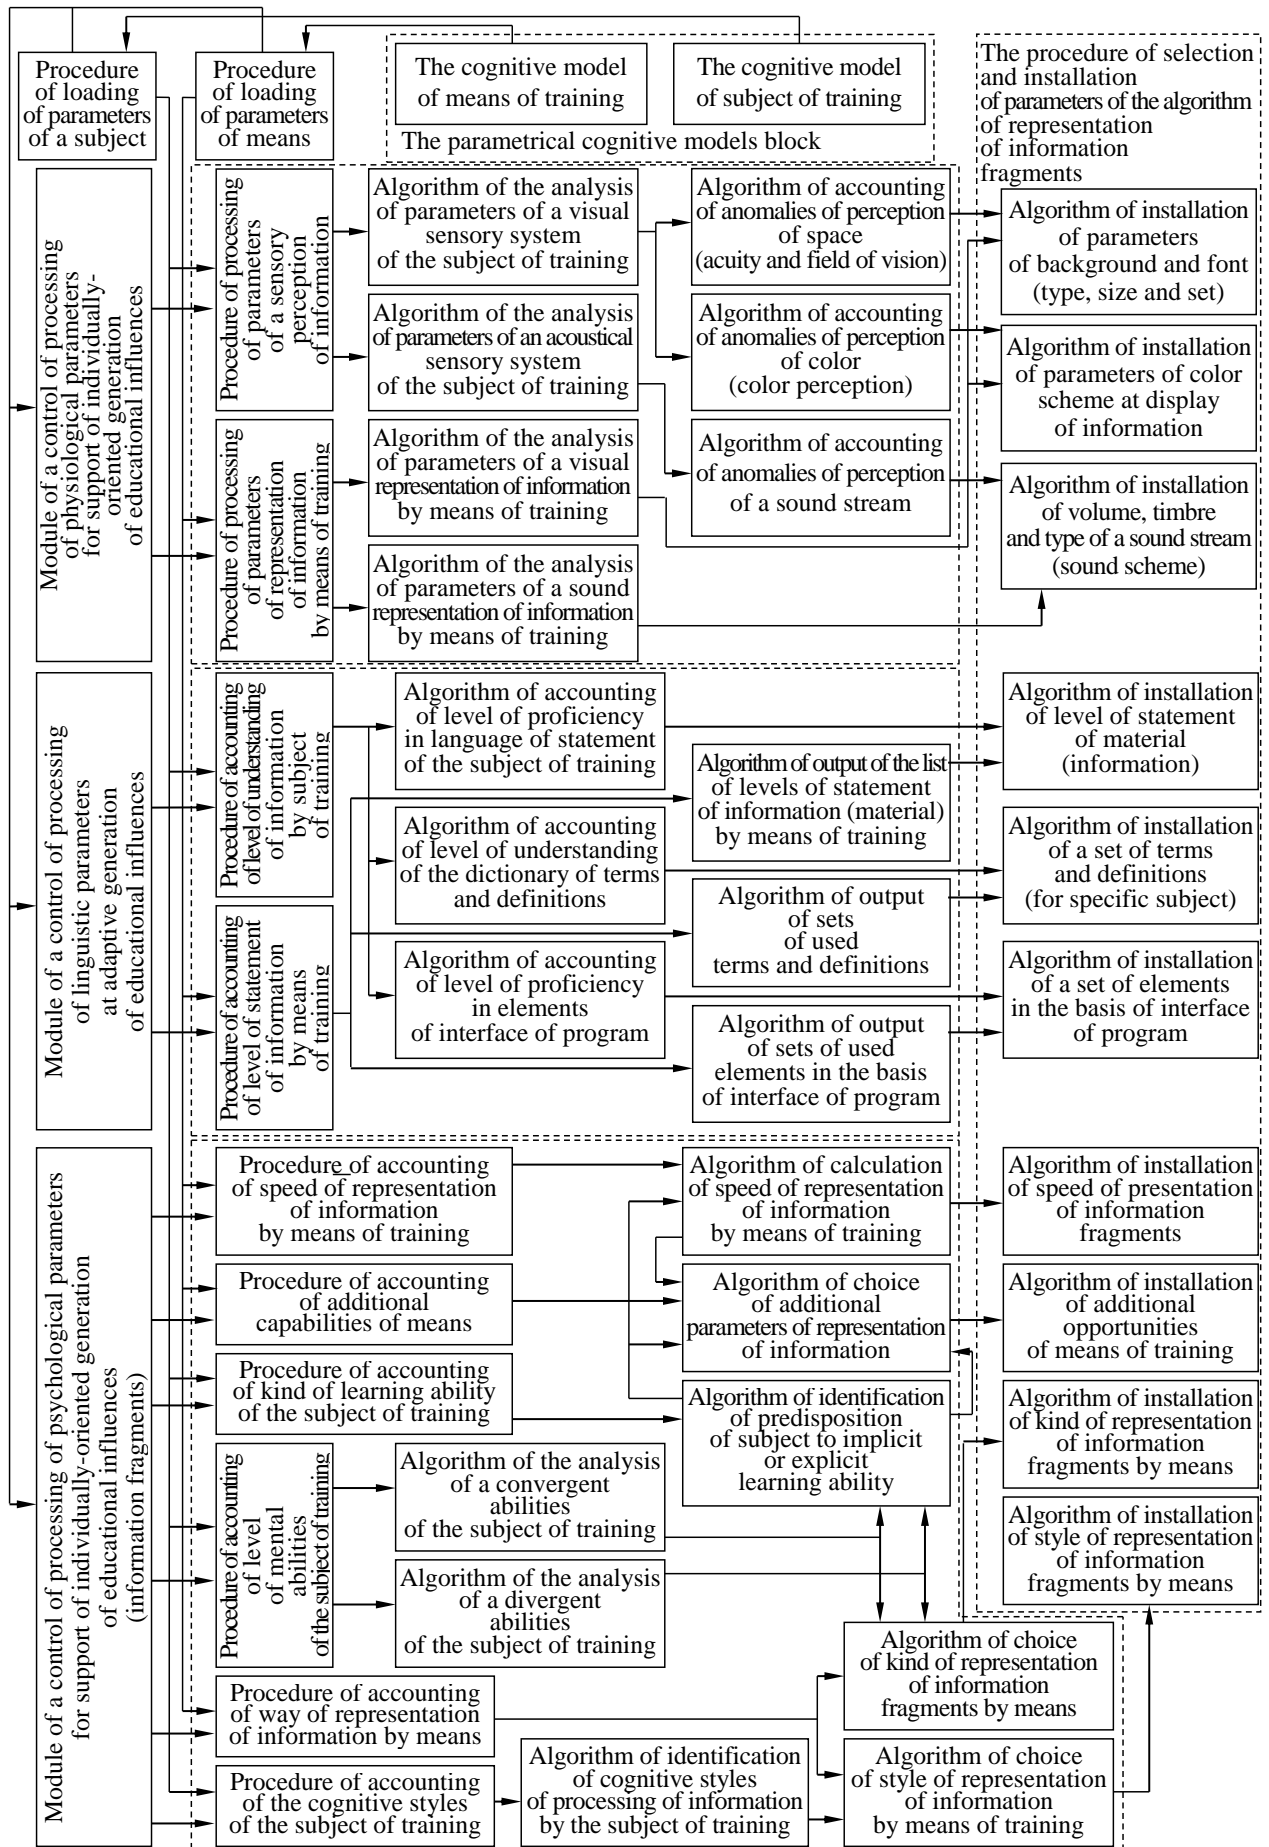 Procedure
of loading
of parameters
of a subject
Procedure
of loading
of parameters
of means
The cognitive model
of means of training
The cognitive model
of subject of training
The parametrical cognitive models block
The procedure of selection
and installation
of parameters of the algorithm
of representation
of information
fragments
Module of a control of processing
of physiological parameters
for support of individually-
oriented generation
of educational influences
Procedure of processing
of parameters
of a sensory
perception
of information
Algorithm of the analysis
of parameters of a visual
sensory system
of the subject of training
Algorithm of accounting
of anomalies of perception
of space
(acuity and field of vision)
Algorithm of installation
of parameters
of background and font
(type, size and set)
Algorithm of the analysis
of parameters of an acoustical
sensory system
of the subject of training
Algorithm of accounting
of anomalies of perception
of color
(color perception)
Algorithm of installation
of parameters of color
scheme at display
of information
Procedure of processing
of parameters
of representation
of information
by means of training
Algorithm of the analysis
of parameters of a visual
representation of information
by means of training
Algorithm of accounting
of anomalies of perception
of a sound stream
Algorithm of installation
of volume, timbre
and type of a sound stream
(sound scheme)
Algorithm of the analysis
of parameters of a sound
representation of information
by means of training
Module of a control of processing
of linguistic parameters
at adaptive generation
of educational influences
Procedure of accounting
of level of understanding
of information
by subject
of training
Algorithm of accounting
of level of proficiency
in language of statement
of the subject of training
Algorithm of output of the list
of levels of statement
of information (material)
by means of training
Algorithm of installation
of level of statement
of material
(information)
Algorithm of accounting
of level of understanding
of the dictionary of terms
and definitions
Algorithm of installation
of a set of terms
and definitions
(for specific subject)
Procedure of accounting
of level of statement
of information
by means
of training
Algorithm of output
of sets
of used
terms and definitions
Algorithm of accounting
of level of proficiency
in elements
of interface of program
Algorithm of installation
of a set of elements
in the basis of interface
of program
Algorithm of output
of sets of used
elements in the basis
of interface of program
Module of a control of processing of psychological parameters
for support of individually-oriented generation
of educational influences
(information fragments)
Procedure of accounting
of speed of representation
of information
by means of training
Algorithm of calculation
of speed of representation
of information
by means of training
Algorithm of installation
of speed of presentation
of information
fragments
Procedure of accounting
of additional
capabilities of means
Algorithm of choice
of additional
parameters of representation
of information
Algorithm of installation
of additional
opportunities
of means of training
Procedure of accounting
of kind of learning ability
of the subject of training
Algorithm of identification
of predisposition
of subject to implicit
or explicit
learning ability
Algorithm of installation
of kind of representation
of information
fragments by means
Procedure of accounting
of level
of mental
abilities
of the subject of training
Algorithm of the analysis
of a convergent
abilities
of the subject of training
Algorithm of installation
of style of representation
of information
fragments by means
Algorithm of the analysis
of a divergent
abilities
of the subject of training
Algorithm of choice
of kind of representation
of information
fragments by means
Procedure of accounting
of way of representation
of information by means
Procedure of accounting
of the cognitive styles
of the subject of training
Algorithm of identification
of cognitive styles
of processing of information
by the subject of training
Algorithm of choice
of style of representation
of information
by means of training